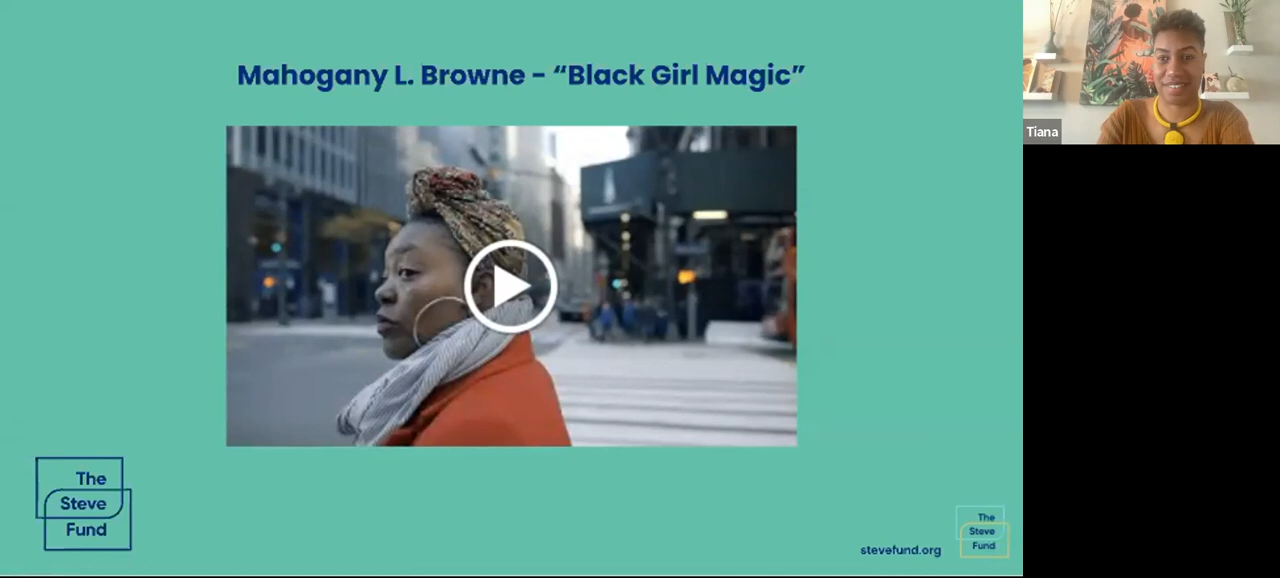 Mahogany L. Browne - “Black Girl Magic”
Tiana
The
Steve
Fund
stevefund.org
The
Steve
Fund